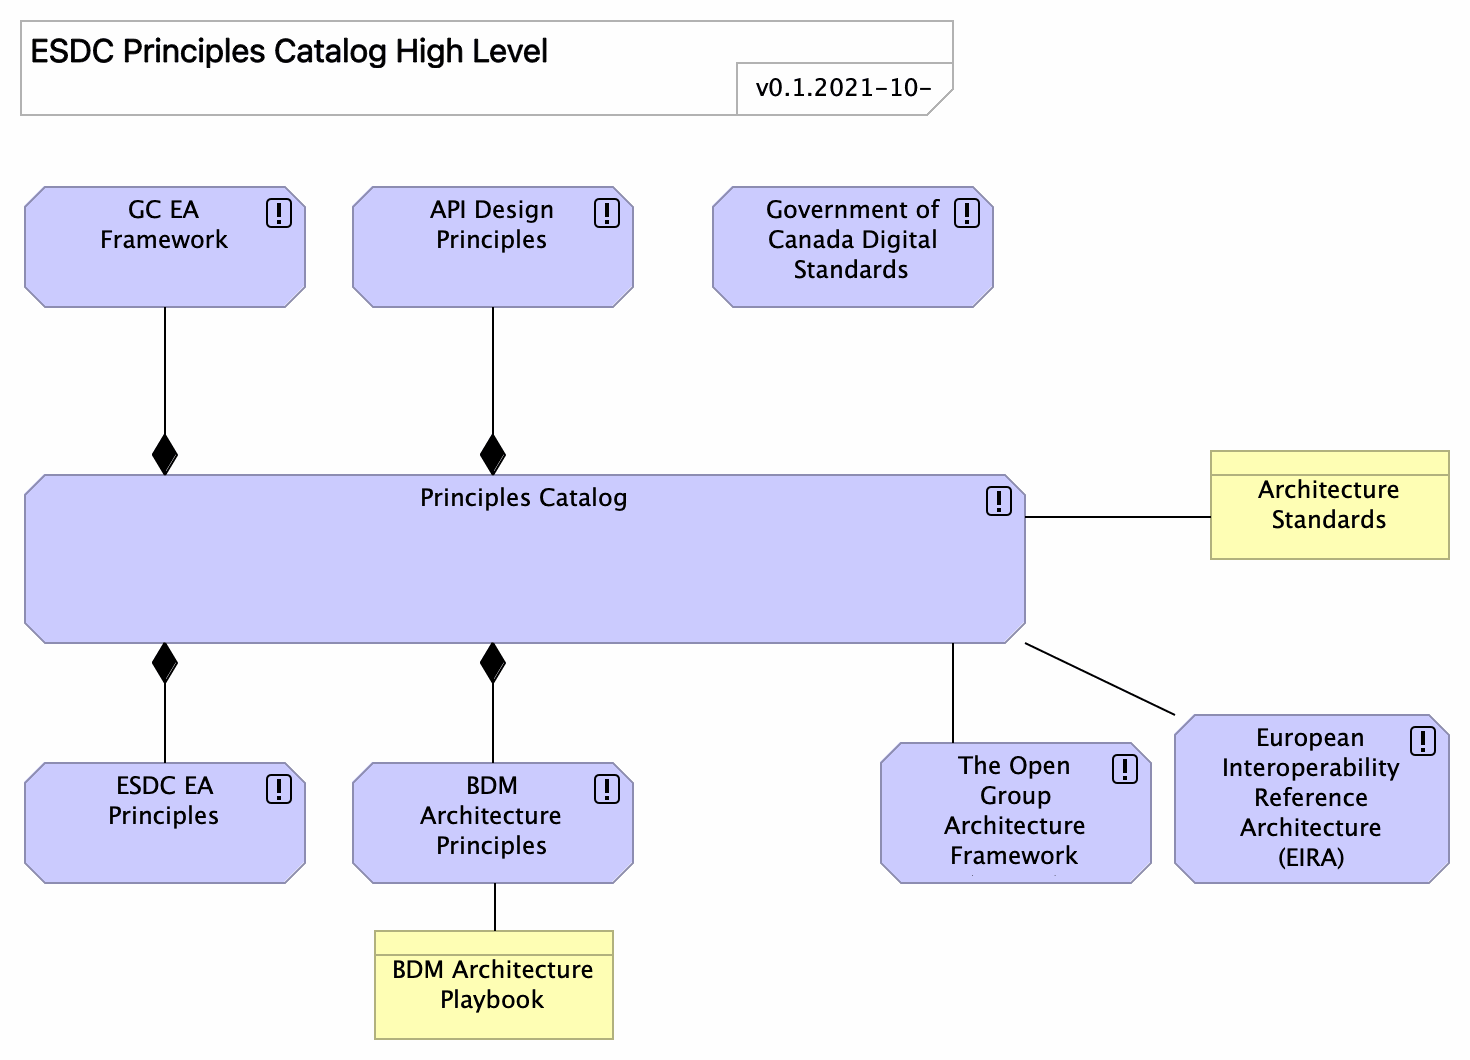 ESDC Principles Catalog High Level
v0.1.2021-10-
GC EA
Framework
API Design
Principles
Government of
Canada Digital
Standards
Principles Catalog
Architecture
Standards
ESDC EA
Principles
BDM
Architecture
Principles
The Open
Group
Architecture
Framework
European
Interoperability
Reference
Architecture
(EIRA)
BDM Architecture
Playbook